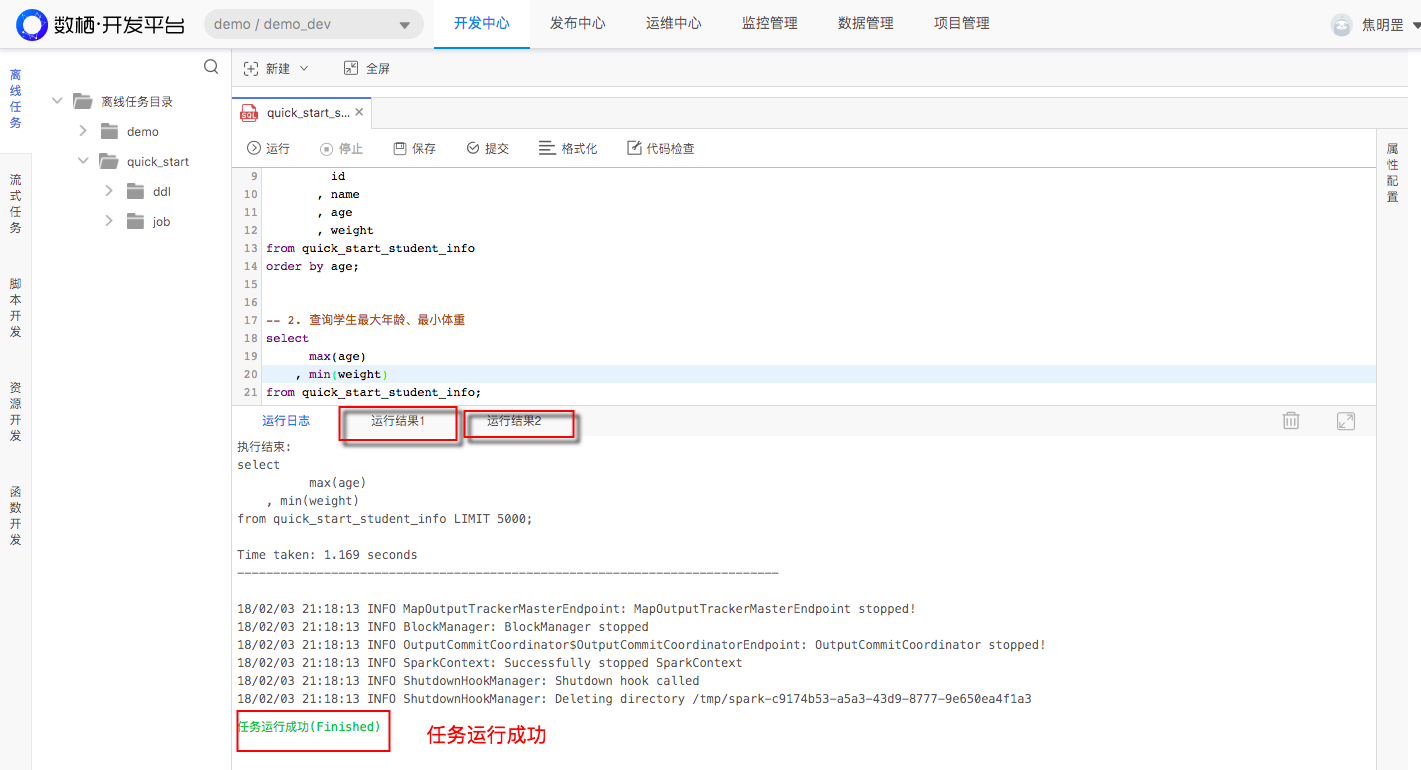 数栖·开发平台 demo / demo_dev 开发中心 发布中心 运维中心 监控管理 数据管理 项目管理 焦明罡
离线任务
流式任务
脚本开发
资源开发
函数开发
离线任务目录
demo
quick_start
ddl
job
新建 全屏
SQL quick_start_s...
运行 停止 保存 提交 格式化 代码检查
9 id
10 , name
11 , age
12 , weight
13 from quick_start_student_info
14 order by age;
15
16
17 -- 2. 查询学生最大年龄、最小体重
18 select
19 max(age)
20 , min(weight)
21 from quick_start_student_info;
属性配置
运行日志 运行结果1 运行结果2
执行结束:
select
max(age)
, min(weight)
from quick_start_student_info LIMIT 5000;
Time taken: 1.169 seconds
---------------------------------------------------------------------------
18/02/03 21:18:13 INFO MapOutputTrackerMasterEndpoint: MapOutputTrackerMasterEndpoint stopped!
18/02/03 21:18:13 INFO BlockManager: BlockManager stopped
18/02/03 21:18:13 INFO OutputCommitCoordinator$OutputCommitCoordinatorEndpoint: OutputCommitCoordinator stopped!
18/02/03 21:18:13 INFO SparkContext: Successfully stopped SparkContext
18/02/03 21:18:13 INFO ShutdownHookManager: Shutdown hook called
18/02/03 21:18:13 INFO ShutdownHookManager: Deleting directory /tmp/spark-c9174b53-a5a3-43d9-8777-9e650ea4f1a3
任务运行成功(Finished) 任务运行成功